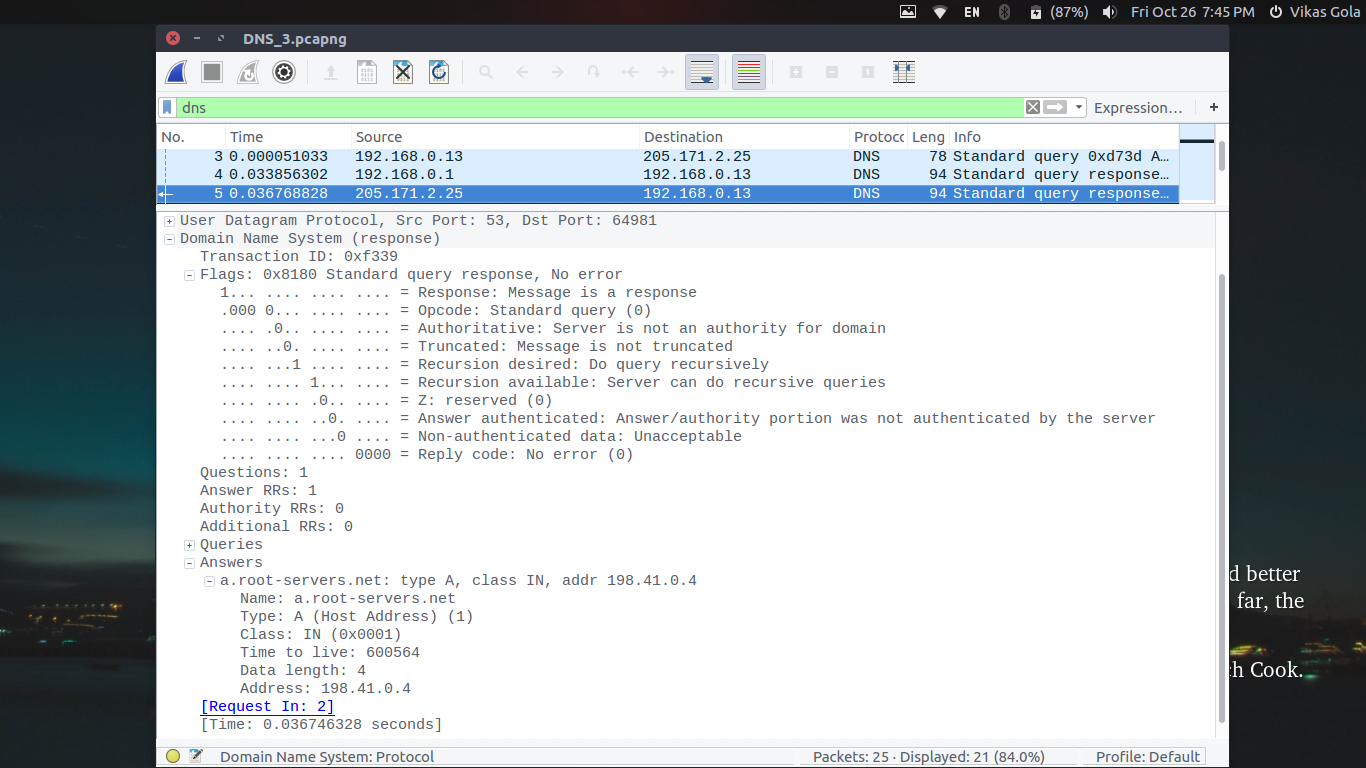 EN (87%) Fri Oct 26 7:45 PM Vikas Gola
DNS_3.pcapng
dns Expression… +
No. Time Source Destination Protocc Leng Info
3 0.000051033 192.168.0.13 205.171.2.25 DNS 78 Standard query 0xd73d A…
4 0.033856302 192.168.0.1 192.168.0.13 DNS 94 Standard query response…
5 0.036768828 205.171.2.25 192.168.0.13 DNS 94 Standard query response…
User Datagram Protocol, Src Port: 53, Dst Port: 64981
Domain Name System (response)
Transaction ID: 0xf339
Flags: 0x8180 Standard query response, No error
1... .... .... .... = Response: Message is a response
.000 0... .... .... = Opcode: Standard query (0)
.... .0.. .... .... = Authoritative: Server is not an authority for domain
.... ..0. .... .... = Truncated: Message is not truncated
.... ...1 .... .... = Recursion desired: Do query recursively
.... .... 1... .... = Recursion available: Server can do recursive queries
.... .... .0.. .... = Z: reserved (0)
.... .... ..0. .... = Answer authenticated: Answer/authority portion was not authenticated by the server
.... .... ...0 .... = Non-authenticated data: Unacceptable
.... .... .... 0000 = Reply code: No error (0)
Questions: 1
Answer RRs: 1
Authority RRs: 0
Additional RRs: 0
Queries
Answers
a.root-servers.net: type A, class IN, addr 198.41.0.4
Name: a.root-servers.net
Type: A (Host Address) (1)
Class: IN (0x0001)
Time to live: 600564
Data length: 4
Address: 198.41.0.4
[Request In: 2]
[Time: 0.036746328 seconds]
Domain Name System: Protocol Packets: 25 · Displayed: 21 (84.0%) Profile: Default
d better
far, the
ch Cook.